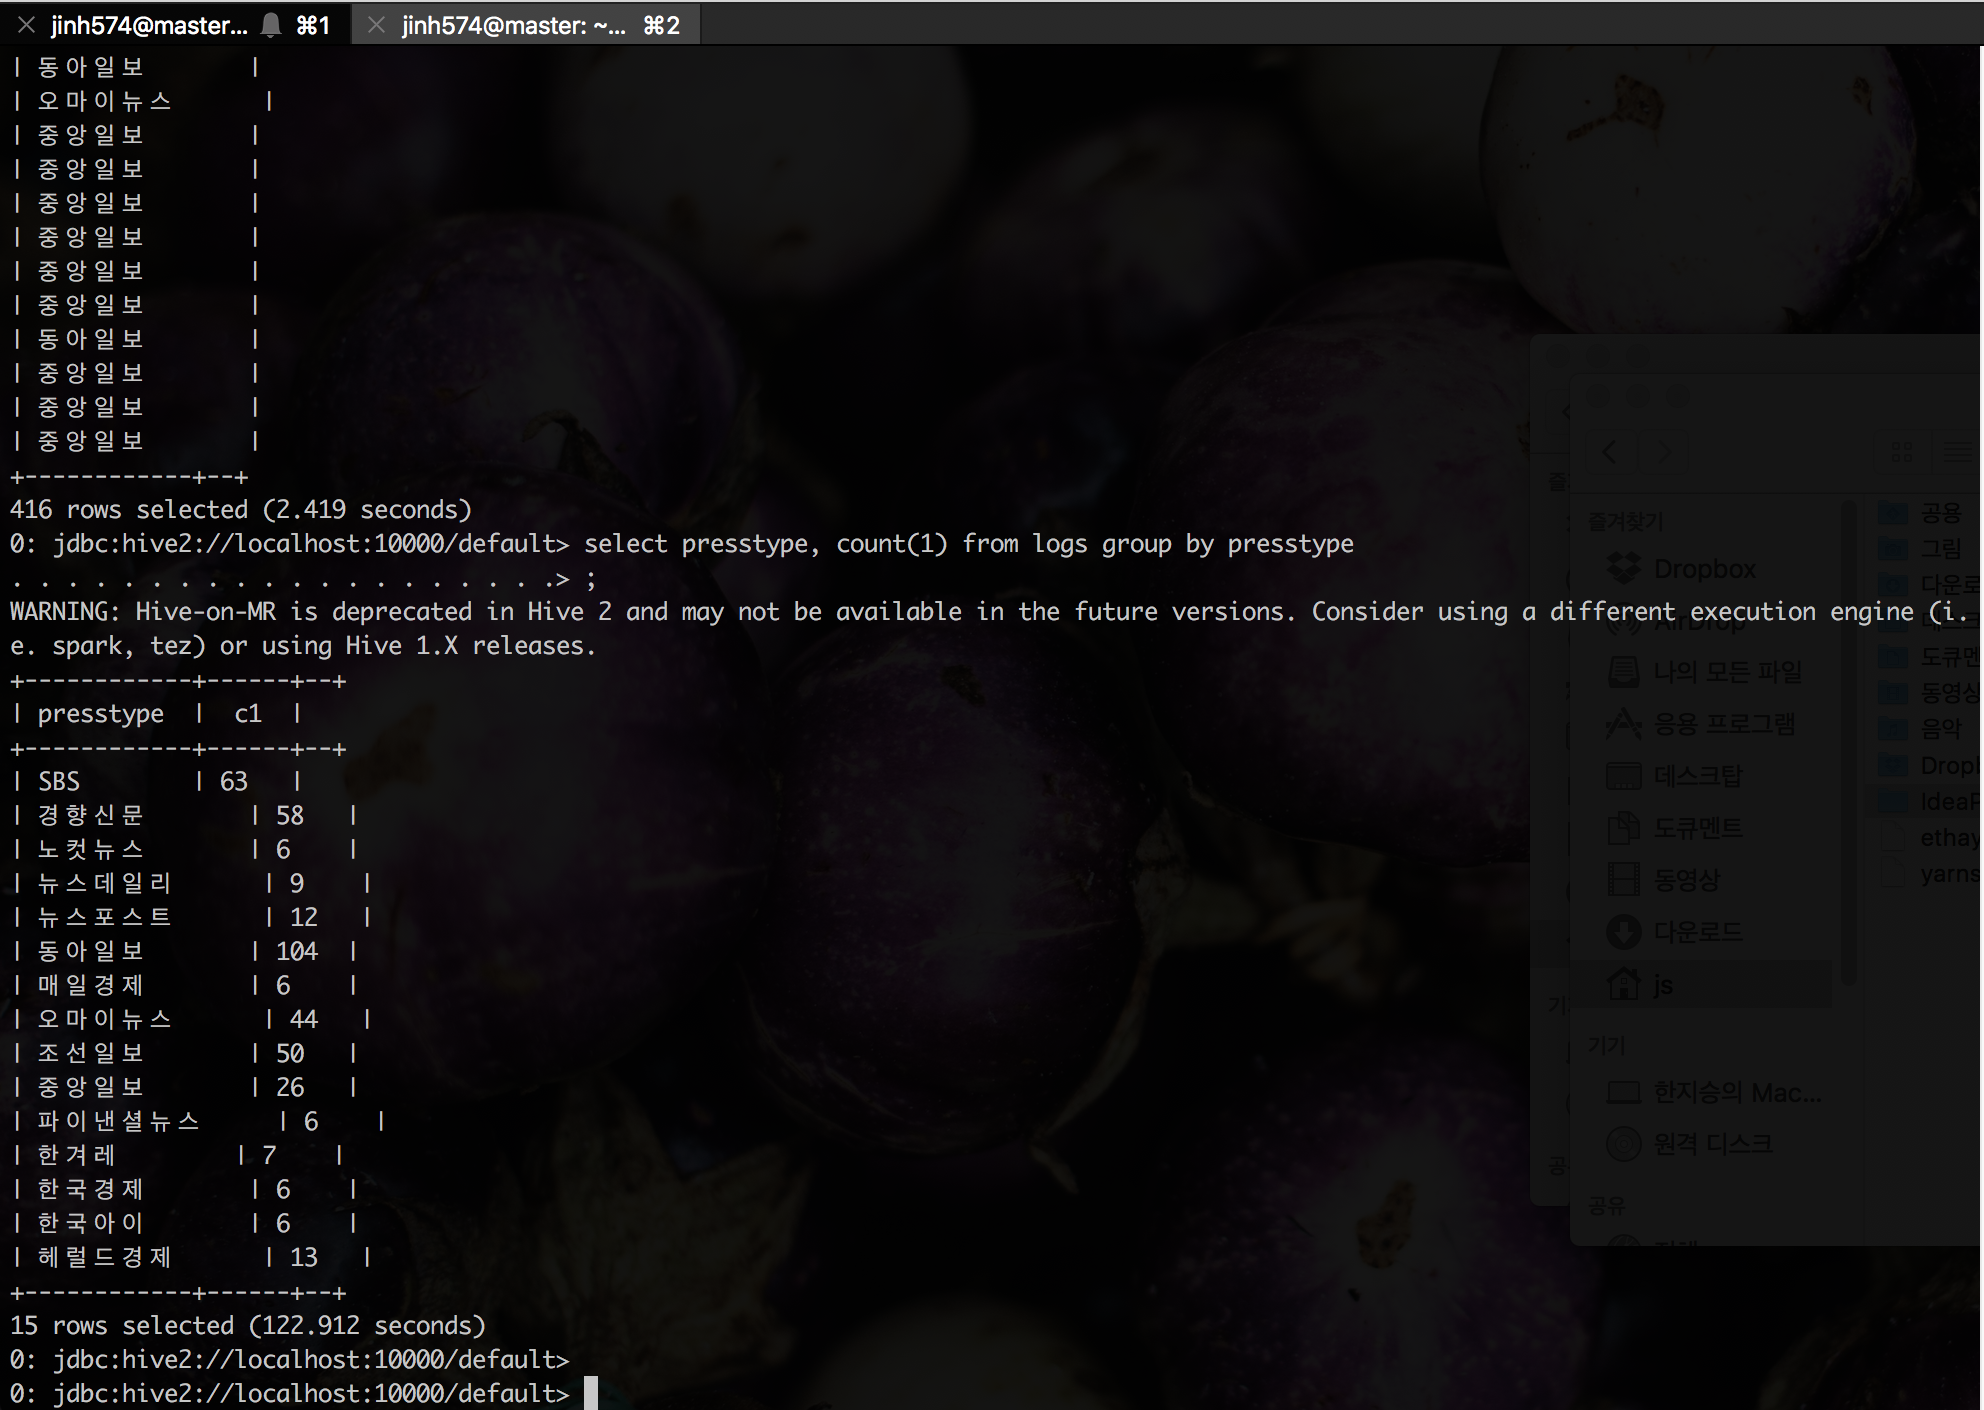 jinh574@master... ⌘1 jinh574@master: ~... ⌘2
| 동아일보 |
| 오마이뉴스 |
| 중앙일보 |
| 중앙일보 |
| 중앙일보 |
| 중앙일보 |
| 중앙일보 |
| 중앙일보 |
| 동아일보 |
| 중앙일보 |
| 중앙일보 |
| 중앙일보 |
+------------+--+
416 rows selected (2.419 seconds)
0: jdbc:hive2://localhost:10000/default> select presstype, count(1) from logs group by presstype
. . . . . . . . . . . . . . . . . . . .> ;
WARNING: Hive-on-MR is deprecated in Hive 2 and may not be available in the future versions. Consider using a different execution engine (i.
e. spark, tez) or using Hive 1.X releases.
+------------+------+--+
| presstype | c1 |
+------------+------+--+
| SBS | 63 |
| 경향신문 | 58 |
| 노컷뉴스 | 6 |
| 뉴스데일리 | 9 |
| 뉴스포스트 | 12 |
| 동아일보 | 104 |
| 매일경제 | 6 |
| 오마이뉴스 | 44 |
| 조선일보 | 50 |
| 중앙일보 | 26 |
| 파이낸셜뉴스 | 6 |
| 한겨레 | 7 |
| 한국경제 | 6 |
| 한국아이 | 6 |
| 헤럴드경제 | 13 |
+------------+------+--+
15 rows selected (122.912 seconds)
0: jdbc:hive2://localhost:10000/default>
0: jdbc:hive2://localhost:10000/default>
즐겨찾기
Dropbox
AirDrop
나의 모든 파일
응용 프로그램
데스크탑
도큐멘트
동영상
다운로드
js
기기
한지승의 Mac...
원격 디스크
공유
공용
그림
다운로
데스크
도큐멘
동영상
음악
Drop
IdeaP
ethay
yarns